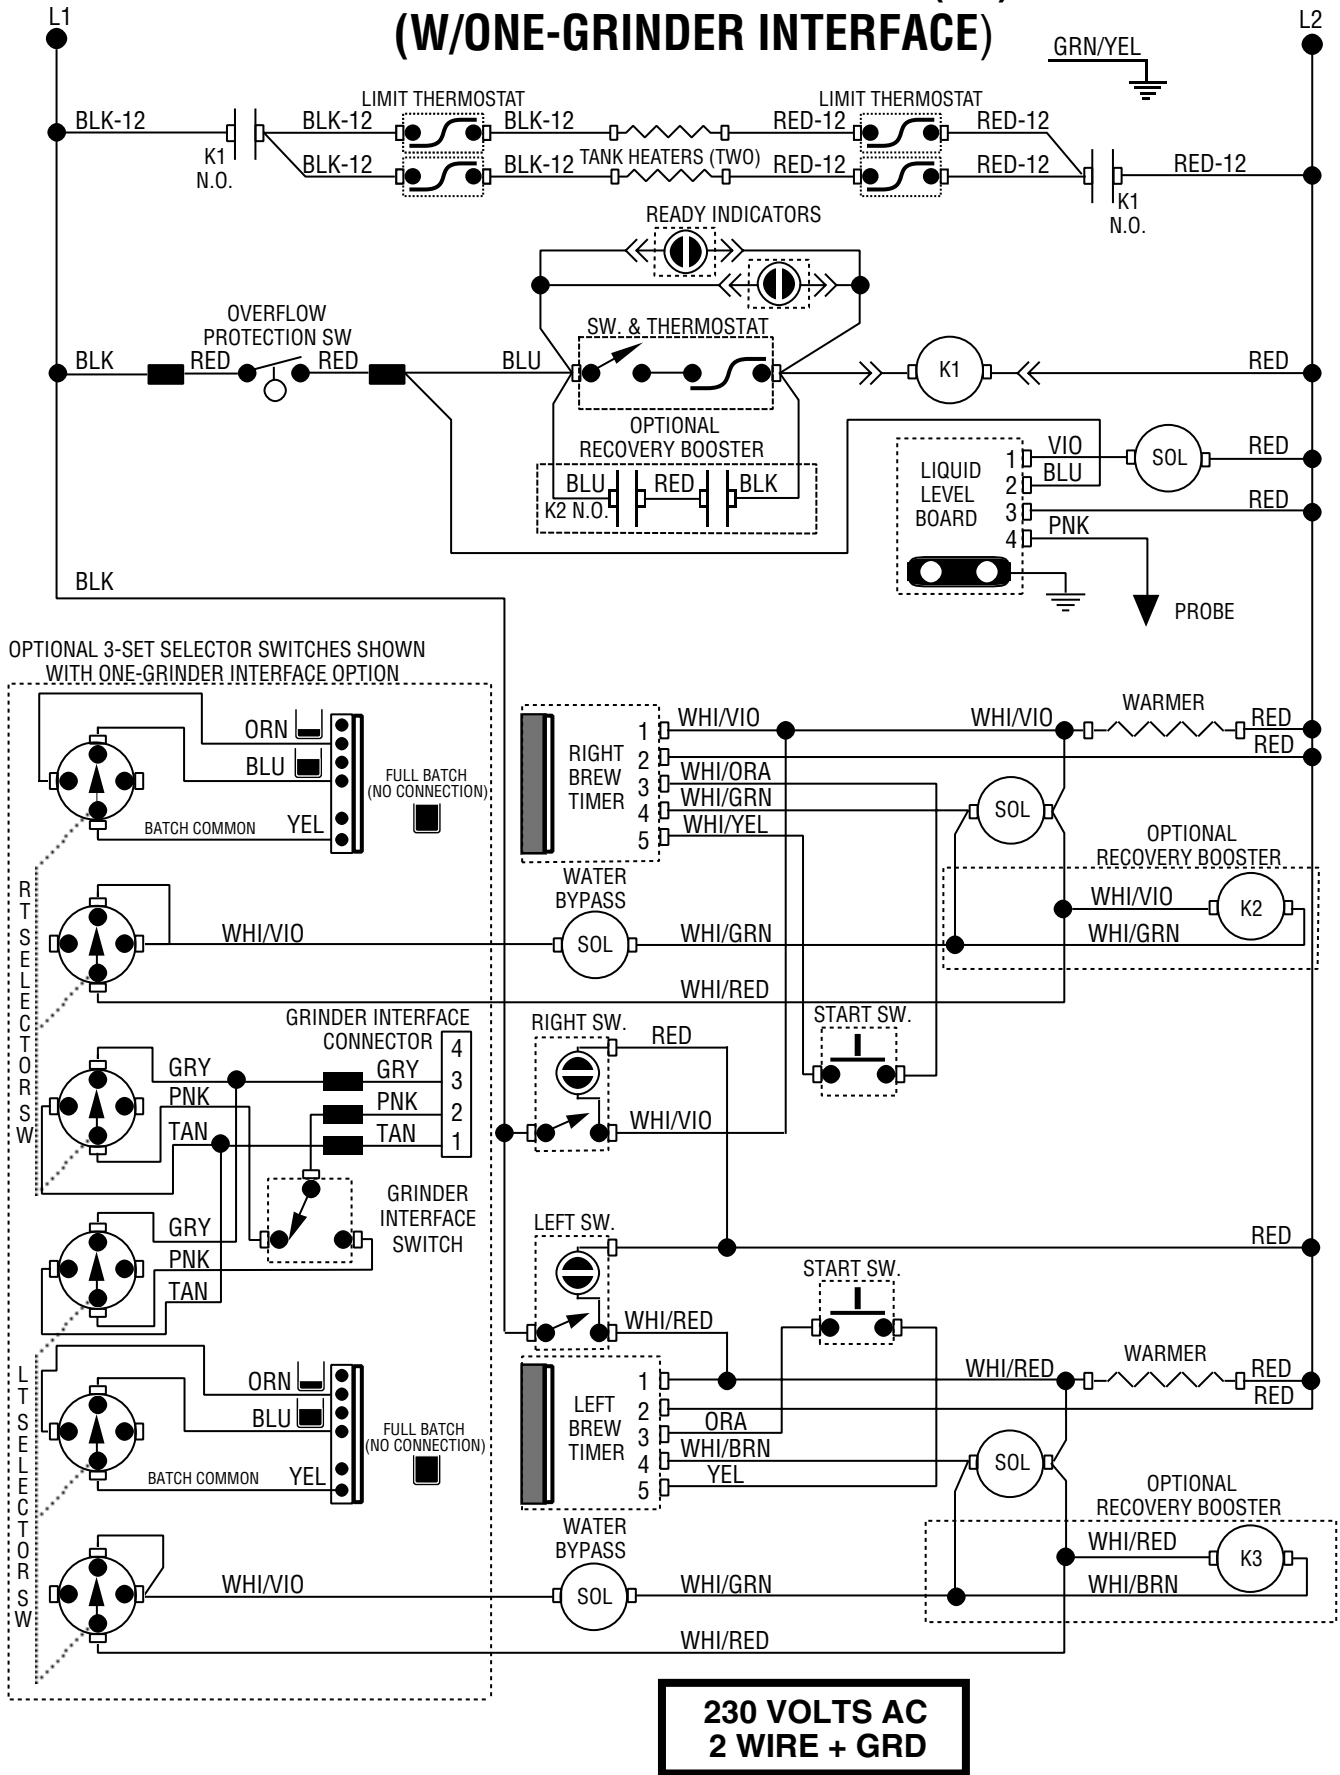 L1
L2
(W/ONE-GRINDER INTERFACE)
GRN/YEL
LIMIT THERMOSTAT
LIMIT THERMOSTAT
BLK-12
BLK-12
BLK-12
RED-12
RED-12
K1
N.O.
BLK-12
BLK-12
TANK HEATERS (TWO)
RED-12
RED-12
RED-12
K1
N.O.
READY INDICATORS
OVERFLOW
PROTECTION SW
SW. & THERMOSTAT
BLK
RED
RED
BLU
K1
RED
OPTIONAL
RECOVERY BOOSTER
BLU
RED
BLK
K2 N.O.
LIQUID
LEVEL
BOARD
1
2
3
4
VIO
BLU
PNK
SOL
RED
RED
PROBE
BLK
OPTIONAL 3-SET SELECTOR SWITCHES SHOWN
WITH ONE-GRINDER INTERFACE OPTION
ORN
BLU
FULL BATCH
(NO CONNECTION)
BATCH COMMON
YEL
RT SELECTOR SW
WHI/VIO
RIGHT
BREW
TIMER
1
2
3
4
5
WHI/VIO
WHI/ORA
WHI/GRN
WHI/YEL
WHI/VIO
WARMER
RED
RED
SOL
OPTIONAL
RECOVERY BOOSTER
WHI/VIO
K2
WHI/GRN
WATER
BYPASS
SOL
WHI/GRN
WHI/RED
GRINDER INTERFACE
CONNECTOR
4
3
2
1
GRY
PNK
TAN
GRY
PNK
TAN
RIGHT SW.
RED
WHI/VIO
START SW.
GRINDER
INTERFACE
SWITCH
GRY
PNK
TAN
LEFT SW.
RED
WHI/RED
START SW.
LT SELECTOR SW
ORN
BLU
FULL BATCH
(NO CONNECTION)
BATCH COMMON
YEL
LEFT
BREW
TIMER
1
2
3
4
5
ORA
WHI/BRN
YEL
WHI/RED
WARMER
RED
RED
SOL
OPTIONAL
RECOVERY BOOSTER
WHI/RED
K3
WHI/BRN
WATER
BYPASS
WHI/VIO
SOL
WHI/GRN
WHI/RED
230 VOLTS AC
2 WIRE + GRD